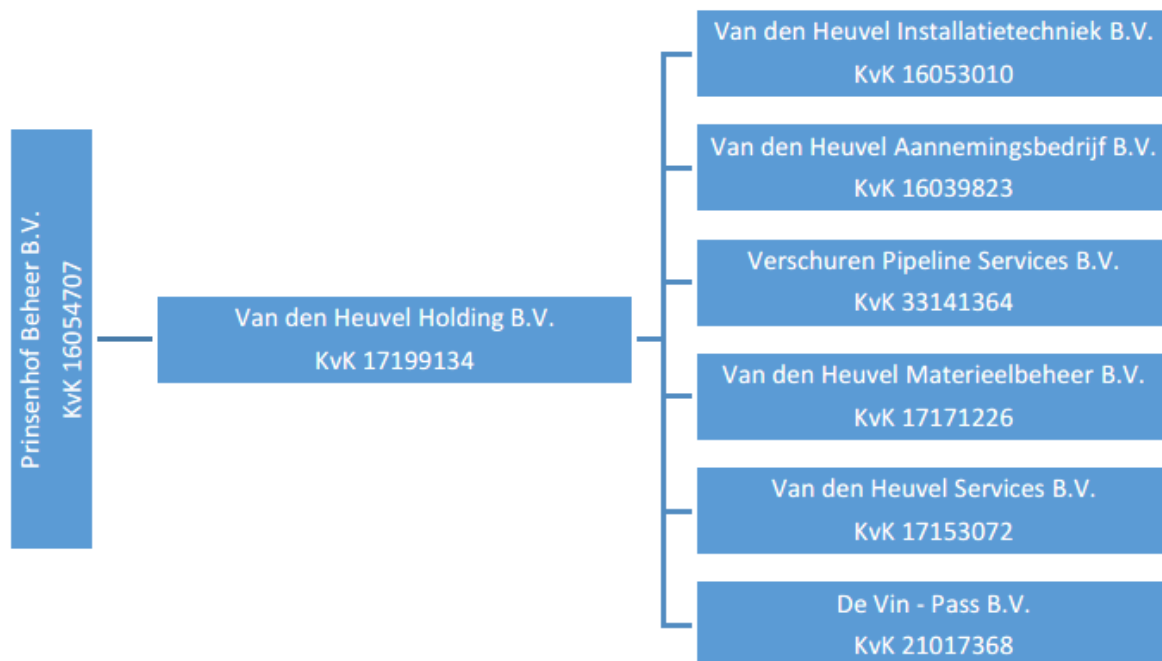 Prinsenhof Beheer B.V.
KvK 16054707
Van den Heuvel Holding B.V.
KvK 17199134
Van den Heuvel Installatietechniek B.V.
KvK 16053010
Van den Heuvel Aannemingsbedrijf B.V.
KvK 16039823
Verschuren Pipeline Services B.V.
KvK 33141364
Van den Heuvel Materieelbeheer B.V.
KvK 17171226
Van den Heuvel Services B.V.
KvK 17153072
De Vin - Pass B.V.
KvK 21017368